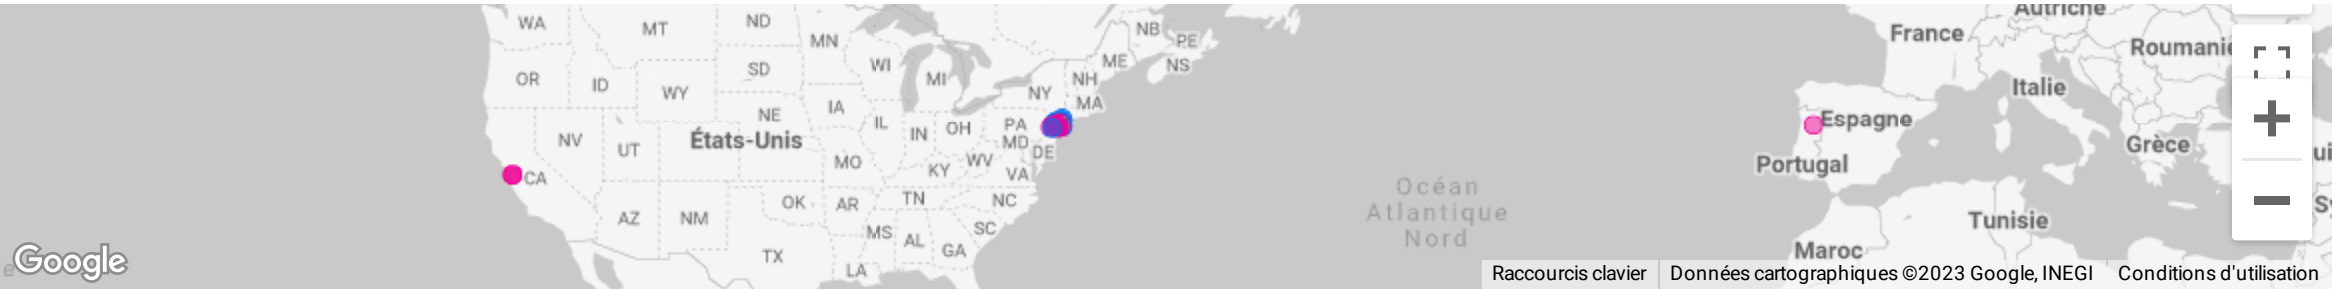 WA
MT
ND
MN
NB
PE
Autriche
France
Roumanie
OR
ID
SD
WI
MI
ME
NS
NH
WY
NY
MA
Italie
NE
IA
IL
IN
OH
PA
Espagne
NV
États-Unis
UT
MD
DE
Grèce
CA
MO
KY
WV
VA
Portugal
Océan
Atlantique
Nord
AZ
NM
OK
AR
TN
NC
SC
MS
AL
GA
Tunisie
Maroc
TX
LA
Google
Raccourcis clavier
Données cartographiques ©2023 Google, INEGI
Conditions d'utilisation